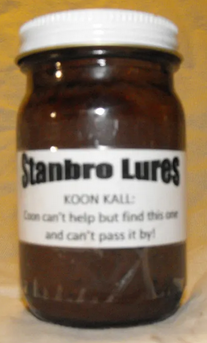 Stanbro Lures
KOON KALL:
Coon can't help but find this one
and can't pass it by!